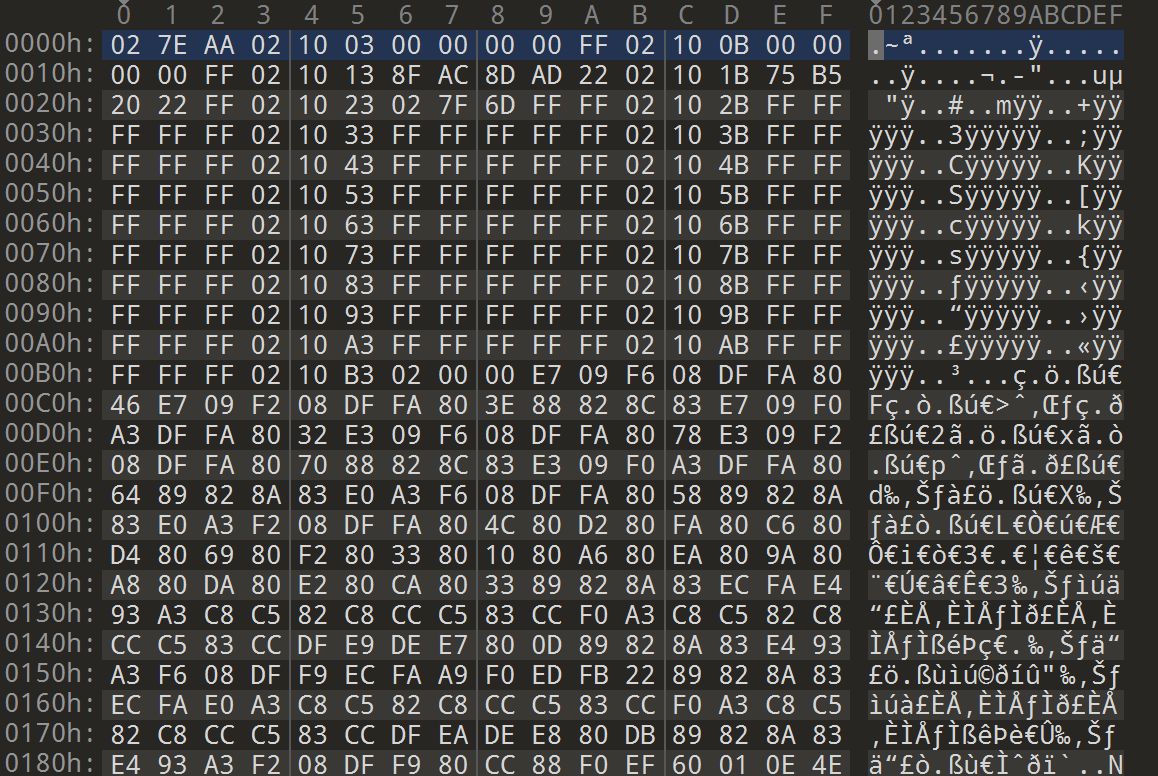 0 1 2 3 4 5 6 7 8 9 A B C D E F 0123456789ABCDEF
0000h: 02 7E AA 02 10 03 00 00 00 00 FF 02 10 0B 00 00 .~ª.......ÿ.....
0010h: 00 00 FF 02 10 13 8F AC 8D AD 22 02 10 1B 75 B5 ..ÿ....¬.-"...uµ
0020h: 20 22 FF 02 10 23 02 7F 6D FF FF 02 10 2B FF FF  "ÿ..#..mÿÿ..+ÿÿ
0030h: FF FF FF 02 10 33 FF FF FF FF FF 02 10 3B FF FF ÿÿÿ..3ÿÿÿÿÿ..;ÿÿ
0040h: FF FF FF 02 10 43 FF FF FF FF FF 02 10 4B FF FF ÿÿÿ..Cÿÿÿÿÿ..Kÿÿ
0050h: FF FF FF 02 10 53 FF FF FF FF FF 02 10 5B FF FF ÿÿÿ..Sÿÿÿÿÿ..[ÿÿ
0060h: FF FF FF 02 10 63 FF FF FF FF FF 02 10 6B FF FF ÿÿÿ..cÿÿÿÿÿ..kÿÿ
0070h: FF FF FF 02 10 73 FF FF FF FF FF 02 10 7B FF FF ÿÿÿ..sÿÿÿÿÿ..{ÿÿ
0080h: FF FF FF 02 10 83 FF FF FF FF FF 02 10 8B FF FF ÿÿÿ..ƒÿÿÿÿÿ..‹ÿÿ
0090h: FF FF FF 02 10 93 FF FF FF FF FF 02 10 9B FF FF ÿÿÿ..“ÿÿÿÿÿ..›ÿÿ
00A0h: FF FF FF 02 10 A3 FF FF FF FF FF 02 10 AB FF FF ÿÿÿ..£ÿÿÿÿÿ..«ÿÿ
00B0h: FF FF FF 02 10 B3 02 00 00 E7 09 F6 08 DF FA 80 ÿÿÿ..³...ç.ö.ßú€
00C0h: 46 E7 09 F2 08 DF FA 80 3E 88 82 8C 83 E7 09 F0 Fç.ò.ßú€>ˆ‚Œƒç.ð
00D0h: A3 DF FA 80 32 E3 09 F6 08 DF FA 80 78 E3 09 F2 £ßú€2ã.ö.ßú€xã.ò
00E0h: 08 DF FA 80 70 88 82 8C 83 E3 09 F0 A3 DF FA 80 .ßú€pˆ‚Œƒã.ð£ßú€
00F0h: 64 89 82 8A 83 E0 A3 F6 08 DF FA 80 58 89 82 8A d‰‚Šƒà£ö.ßú€X‰‚Š
0100h: 83 E0 A3 F2 08 DF FA 80 4C 80 D2 80 FA 80 C6 80 ƒà£ò.ßú€L€Ò€ú€Æ€
0110h: D4 80 69 80 F2 80 33 80 10 80 A6 80 EA 80 9A 80 Ô€i€ò€3€.€¦€ê€š€
0120h: A8 80 DA 80 E2 80 CA 80 33 89 82 8A 83 EC FA E4 ¨€Ú€â€Ê€3‰‚Šƒìúä
0130h: 93 A3 C8 C5 82 C8 CC C5 83 CC F0 A3 C8 C5 82 C8 “£ÈÅ‚ÈÌÅƒÌð£ÈÅ‚È
0140h: CC C5 83 CC DF E9 DE E7 80 0D 89 82 8A 83 E4 93 ÌÅƒÌßéÞç€.‰‚Šƒä“
0150h: A3 F6 08 DF F9 EC FA A9 F0 ED FB 22 89 82 8A 83 £ö.ßùìú©ðíû"‰‚Šƒ
0160h: EC FA E0 A3 C8 C5 82 C8 CC C5 83 CC F0 A3 C8 C5 ìúà£ÈÅ‚ÈÌÅƒÌð£ÈÅ
0170h: 82 C8 CC C5 83 CC DF EA DE E8 80 DB 89 82 8A 83 ‚ÈÌÅƒÌßêÞè€Û‰‚Šƒ
0180h: E4 93 A3 F2 08 DF F9 80 CC 88 F0 EF 60 01 0E 4E ä“£ò.ßù€Ìˆðï`..N